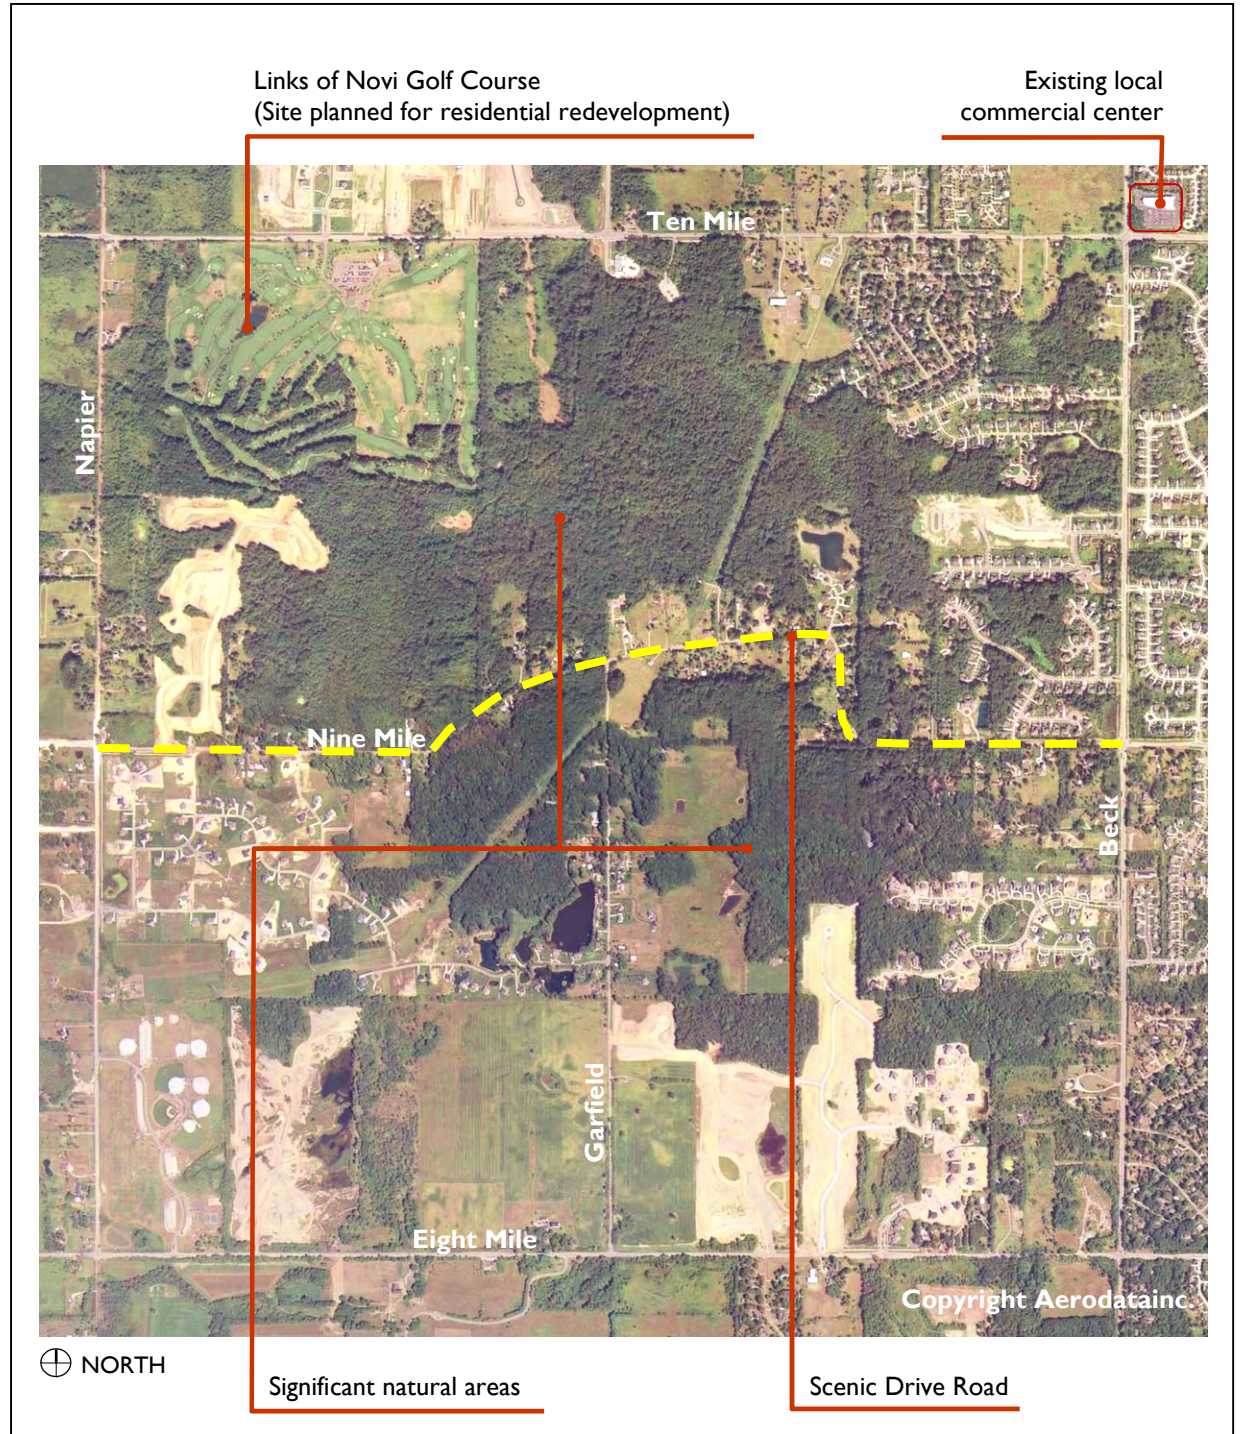 Links of Novi Golf Course
(Site planned for residential redevelopment)
Existing local
commercial center
Ten Mile
Napier
Nine Mile
Beck
Garfield
Eight Mile
Copyright Aerodatainc.
NORTH
Significant natural areas
Scenic Drive Road